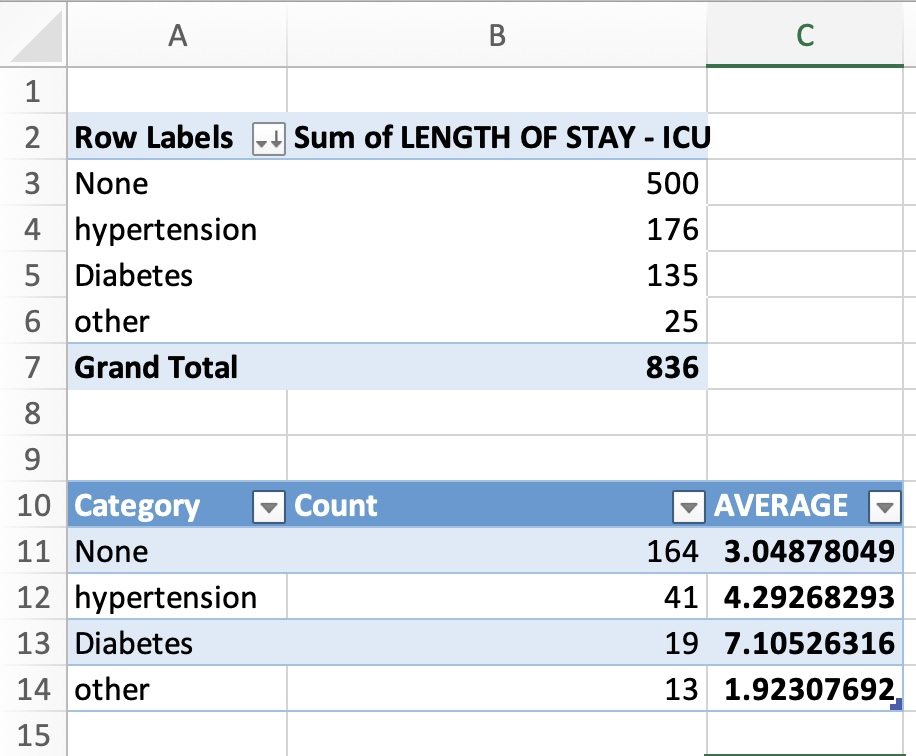 A B C
1
2 Row Labels Sum of LENGTH OF STAY - ICU
3 None 500
4 hypertension 176
5 Diabetes 135
6 other 25
7 Grand Total 836
8
9
10 Category Count AVERAGE
11 None 164 3.04878049
12 hypertension 41 4.29268293
13 Diabetes 19 7.10526316
14 other 13 1.92307692
15